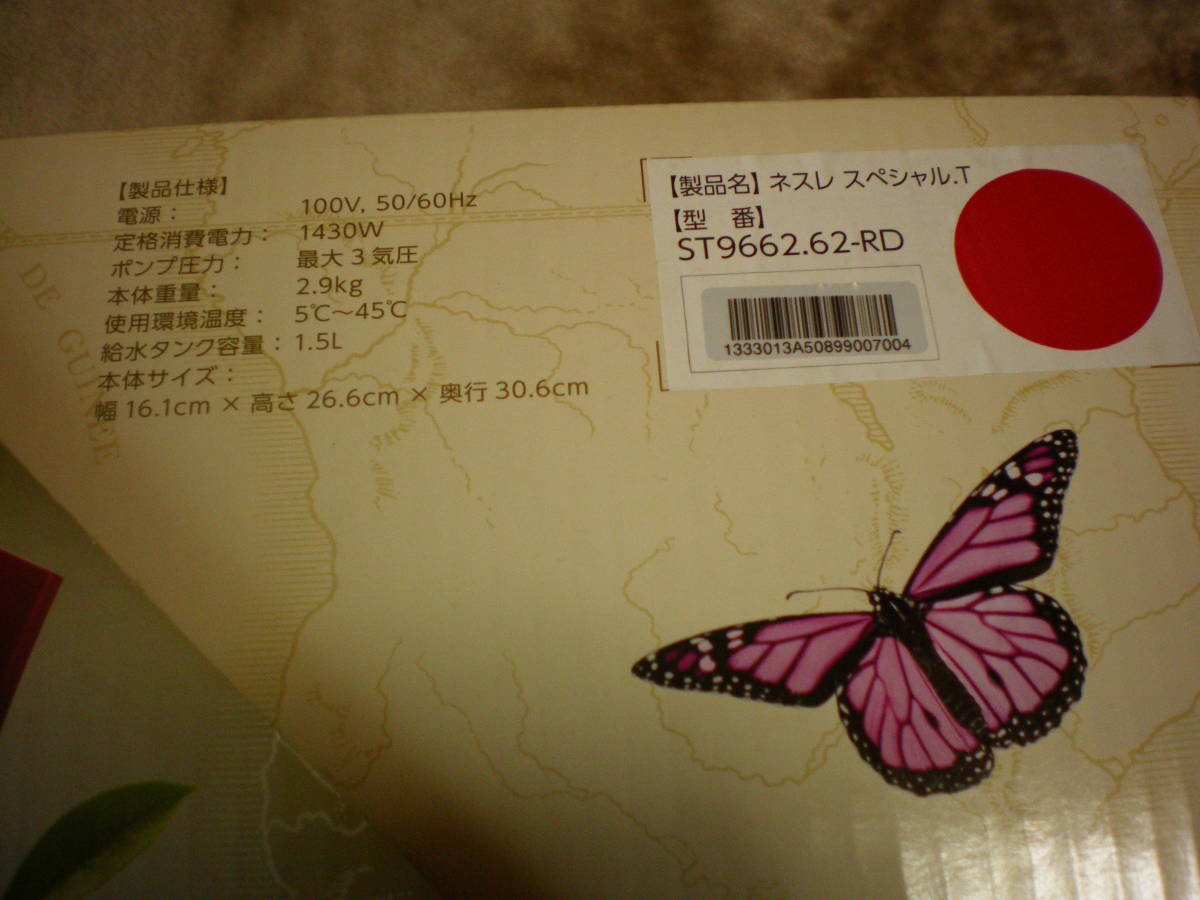 【製品仕様】
電源： 100V, 50/60Hz
定格消費電力： 1430W
ポンプ圧力： 最大３気圧
本体重量： 2.9kg
使用環境温度： 5℃〜45℃
給水タンク容量： 1.5L
本体サイズ：
幅 16.1cm × 高さ 26.6cm × 奥行 30.6cm
【製品名】 ネスレ スペシャル.T
【型　番】
ST9662.62-RD
1333013A50899007004
DE GUINEE